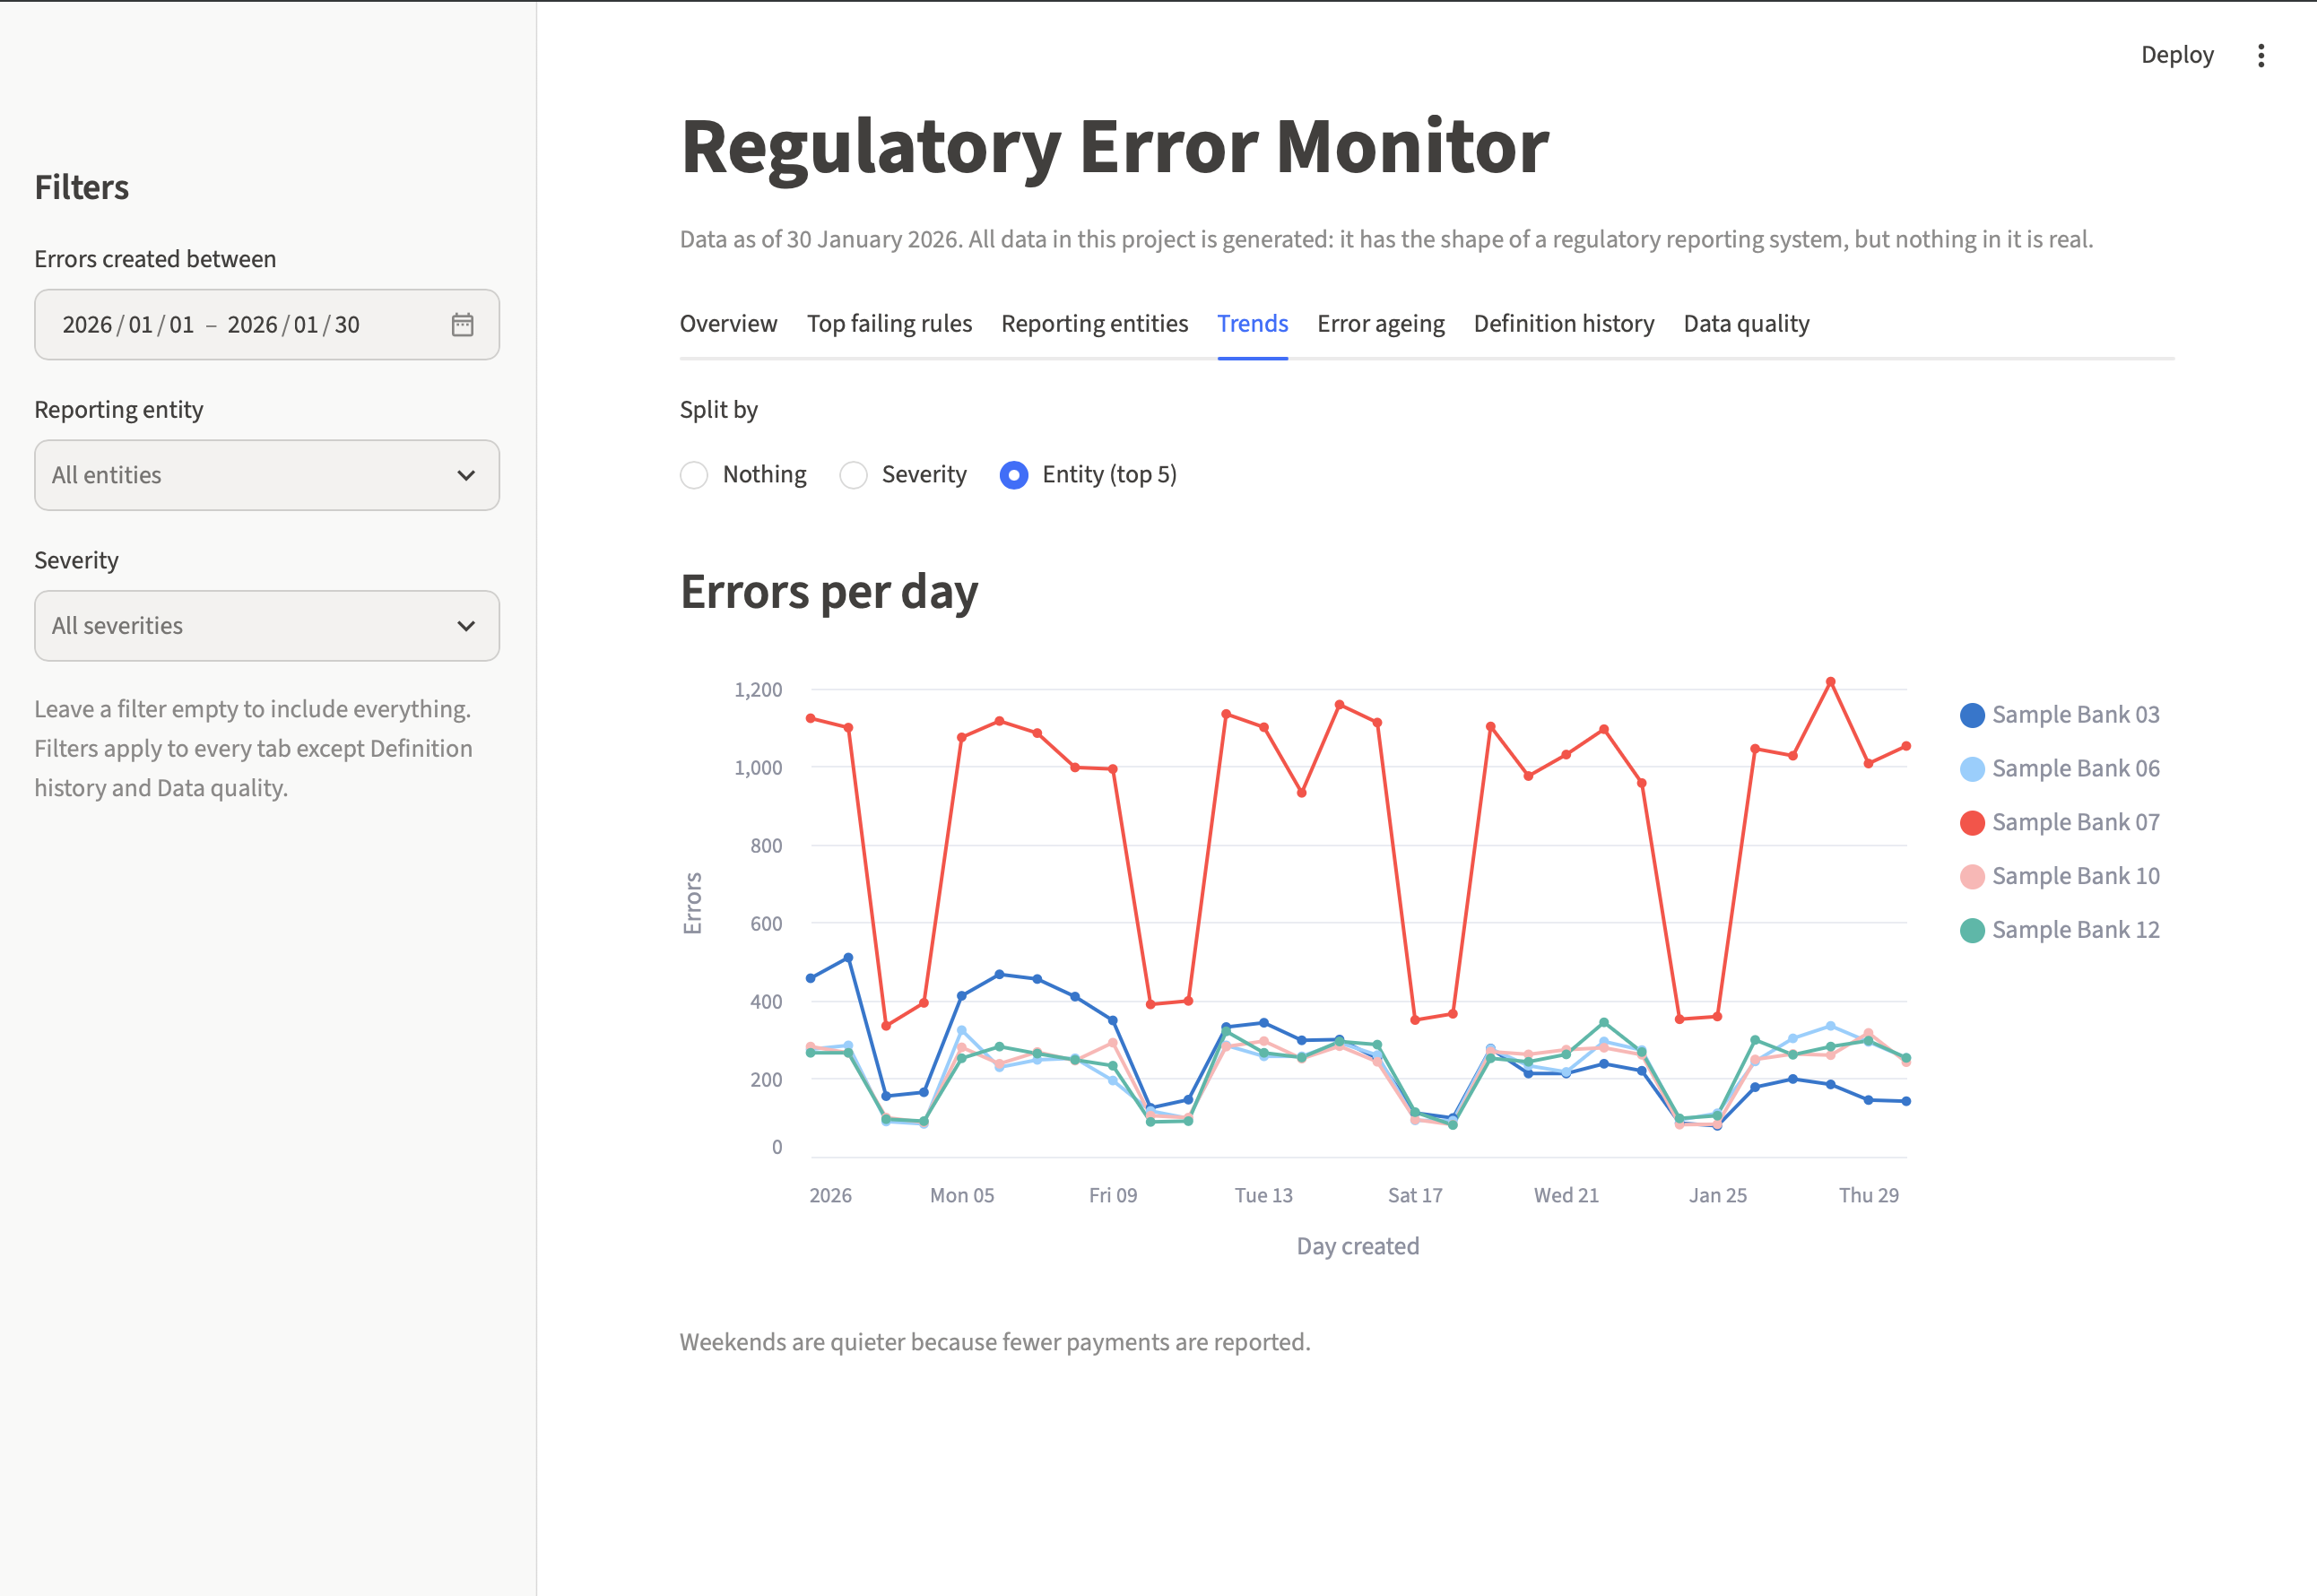 Deploy
Filters
Errors created between
2026/01/01 – 2026/01/30
Reporting entity
All entities
Severity
All severities
Leave a filter empty to include everything.
Filters apply to every tab except Definition
history and Data quality.
Regulatory Error Monitor
Data as of 30 January 2026. All data in this project is generated: it has the shape of a regulatory reporting system, but nothing in it is real.
Overview Top failing rules Reporting entities Trends Error ageing Definition history Data quality
Split by
Nothing Severity Entity (top 5)
Errors per day
1,200
1,000
800
600
400
200
0
Errors
2026 Mon 05 Fri 09 Tue 13 Sat 17 Wed 21 Jan 25 Thu 29
Day created
Sample Bank 03
Sample Bank 06
Sample Bank 07
Sample Bank 10
Sample Bank 12
Weekends are quieter because fewer payments are reported.